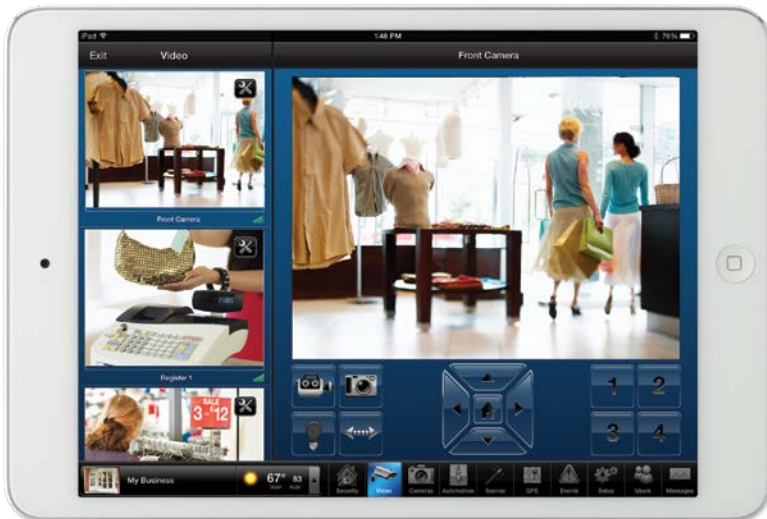 iPad
1:48 PM
76%
Exit
Video
Front Camera
Front Camera
Register 1
SALE
3 $12
1
2
3
4
My Business
67°
83
Security
Video
Cameras
Automation
Scenes
GPS
Events
Setup
Users
Messages